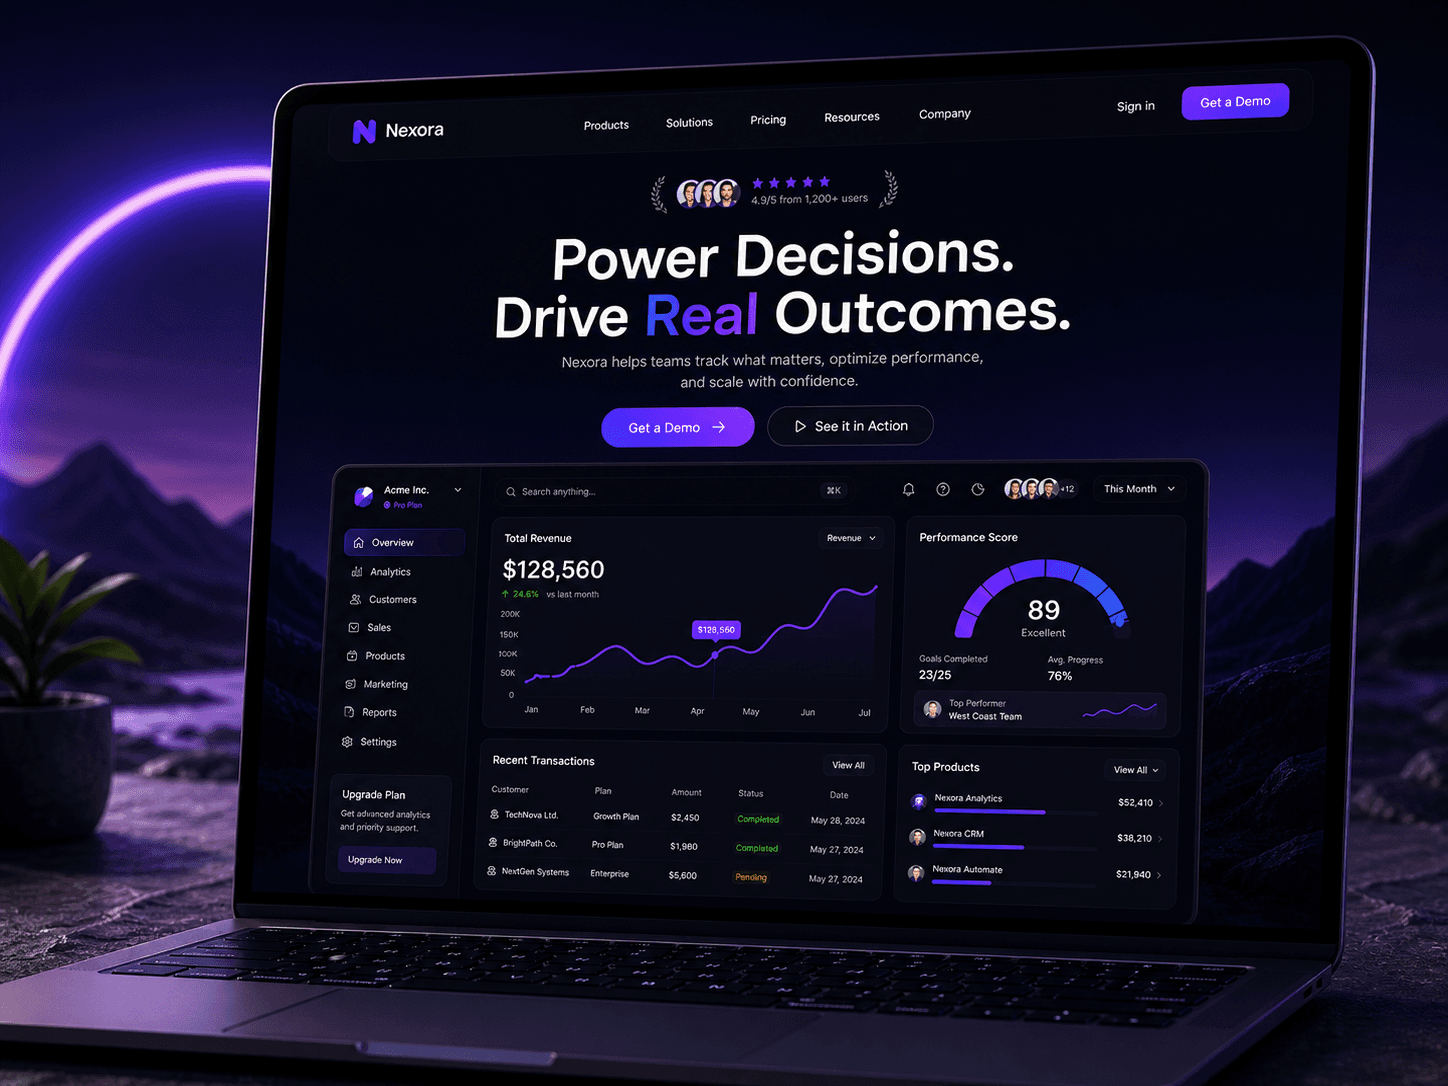 Nexora
Products
Solutions
Pricing
Resources
Company
Sign in
Get a Demo
4.9/5 from 1,200+ users
Power Decisions.
Drive Real Outcomes.
Nexora helps teams track what matters, optimize performance,
and scale with confidence.
Get a Demo
See it in Action
Acme Inc.
Pro Plan
Search anything...
⌘K
+12
This Month
Overview
Analytics
Customers
Sales
Products
Marketing
Reports
Settings
Upgrade Plan
Get advanced analytics
and priority support.
Upgrade Now
Total Revenue
Revenue
$128,560
24.6% vs last month
200K
150K
100K
50K
0
$128,560
Jan Feb Mar Apr May Jun Jul
Performance Score
89
Excellent
Goals Completed
23/25
Avg. Progress
76%
Top Performer
West Coast Team
Recent Transactions
View All
Customer Plan Amount Status Date
TechNova Ltd. Growth Plan $2,450 Completed May 28, 2024
BrightPath Co. Pro Plan $1,980 Completed May 27, 2024
NextGen Systems Enterprise $5,600 Pending May 27, 2024
Top Products
View All
Nexora Analytics $52,410
Nexora CRM $38,210
Nexora Automate $21,940